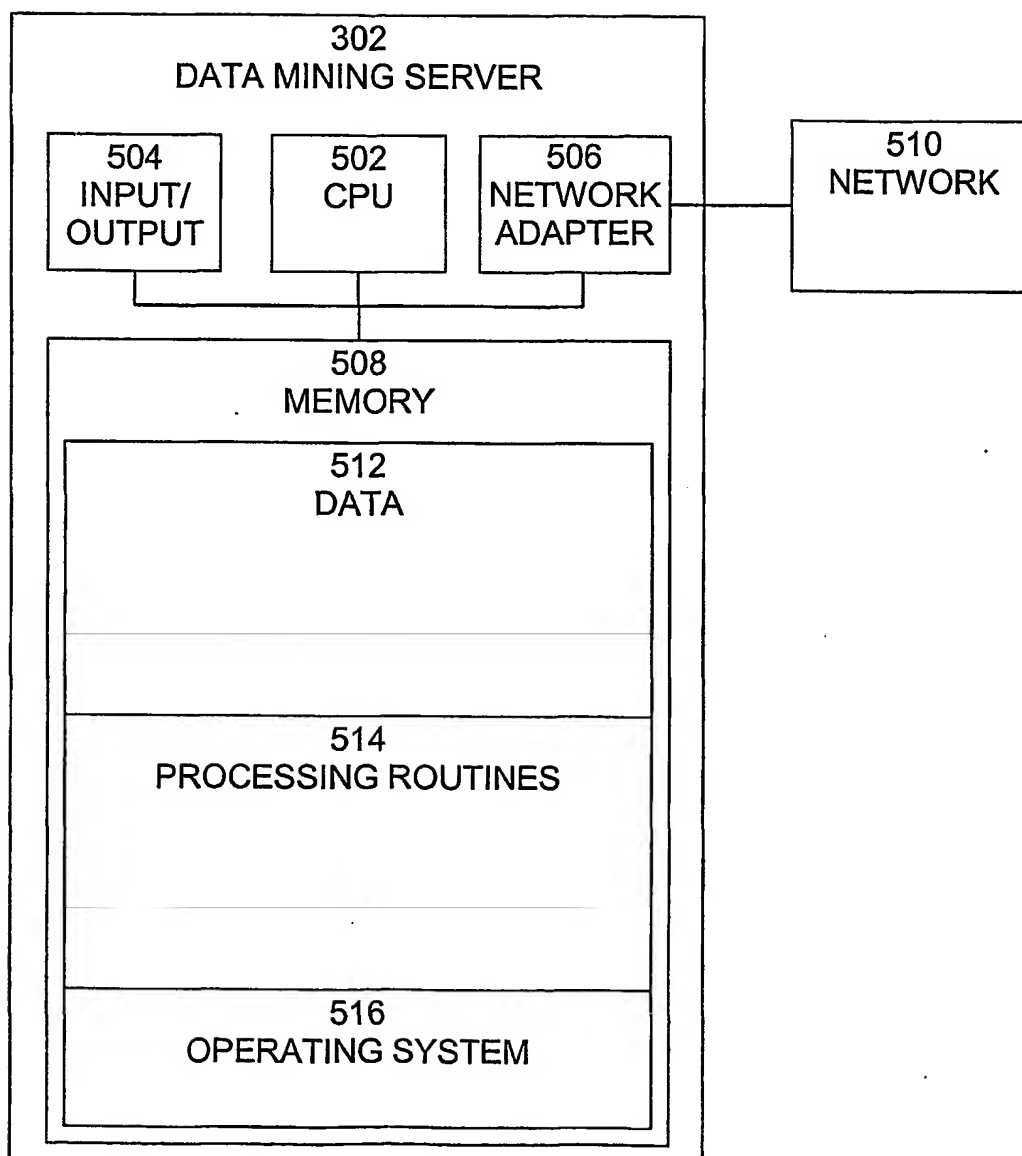 302
DATA MINING SERVER
504
INPUT/
OUTPUT
502
CPU
506
NETWORK
ADAPTER
510
NETWORK
508
MEMORY
512
DATA
514
PROCESSING ROUTINES
516
OPERATING SYSTEM